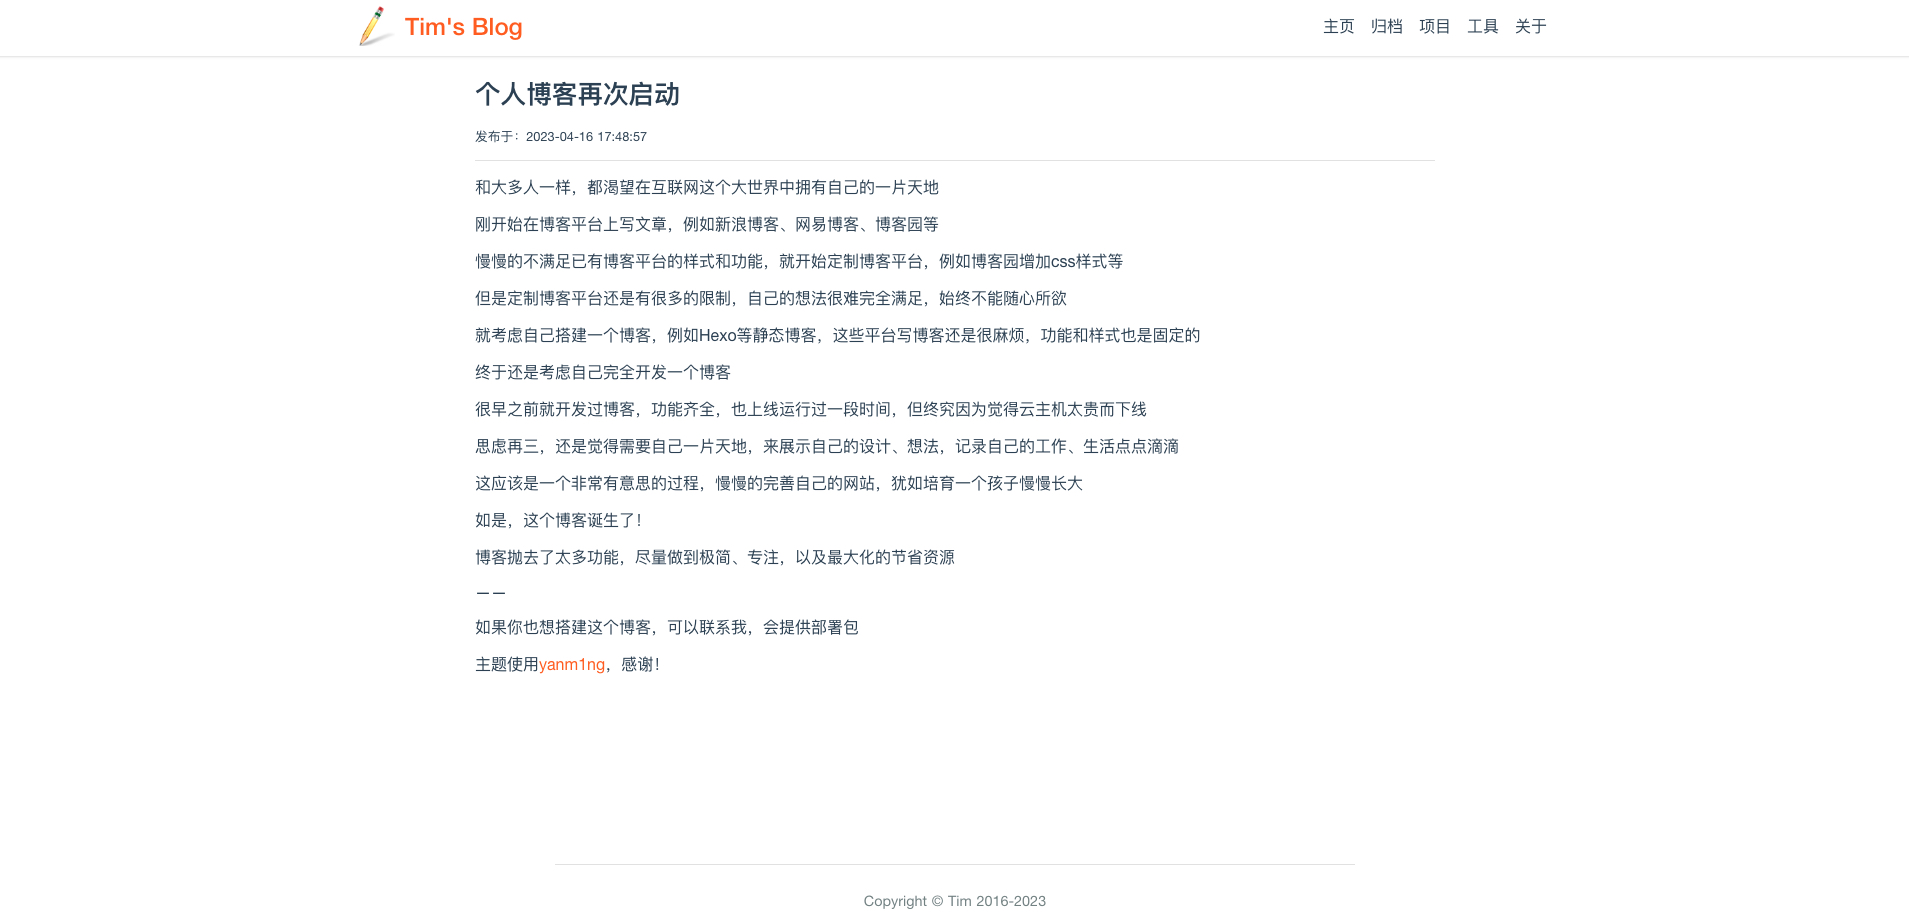 Tim's Blog
主页 归档 项目 工具 关于
个人博客再次启动
发布于：2023-04-16 17:48:57
和大多人一样，都渴望在互联网这个大世界中拥有自己的一片天地
刚开始在博客平台上写文章，例如新浪博客、网易博客、博客园等
慢慢的不满足已有博客平台的样式和功能，就开始定制博客平台，例如博客园增加css样式等
但是定制博客平台还是有很多的限制，自己的想法很难完全满足，始终不能随心所欲
就考虑自己搭建一个博客，例如Hexo等静态博客，这些平台写博客还是很麻烦，功能和样式也是固定的
终于还是考虑自己完全开发一个博客
很早之前就开发过博客，功能齐全，也上线运行过一段时间，但终究因为觉得云主机太贵而下线
思虑再三，还是觉得需要自己一片天地，来展示自己的设计、想法，记录自己的工作、生活点点滴滴
这应该是一个非常有意思的过程，慢慢的完善自己的网站，犹如培育一个孩子慢慢长大
如是，这个博客诞生了！
博客抛去了太多功能，尽量做到极简、专注，以及最大化的节省资源
——
如果你也想搭建这个博客，可以联系我，会提供部署包
主题使用yanm1ng，感谢！
Copyright © Tim 2016-2023